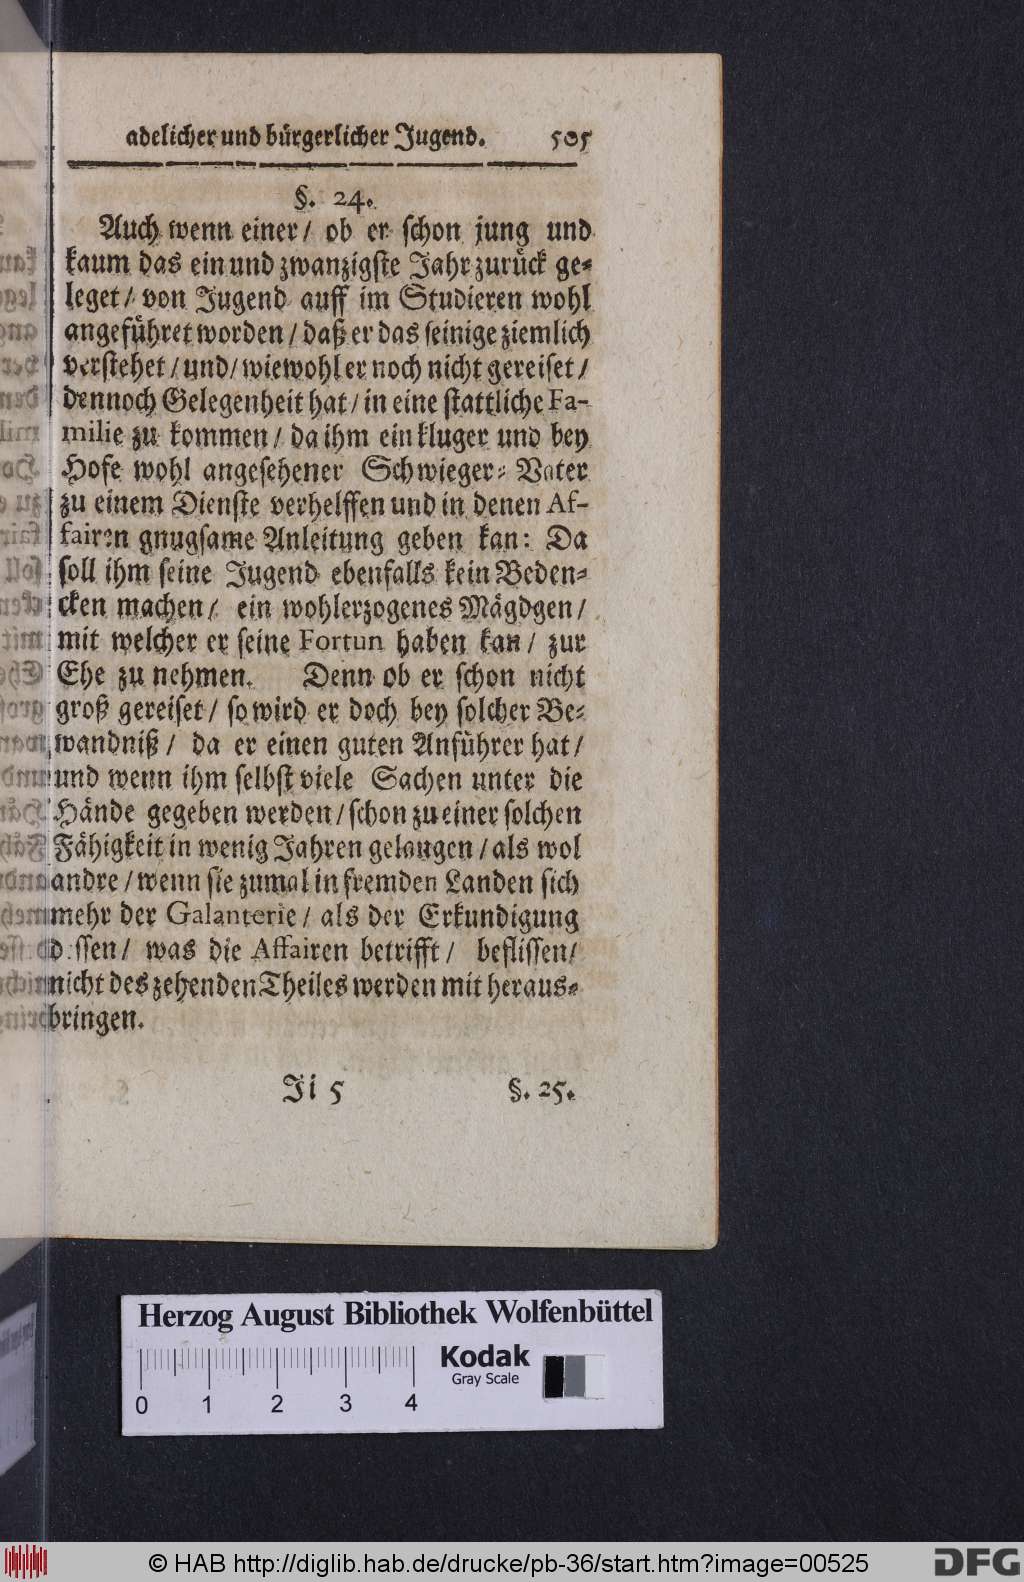 adelicher und bürgerlicher Jugend. 505
§. 24.
Auch wenn einer / ob er schon jung und
kaum das ein und zwanzigste Jahr zurück ge-
leget / von Jugend auff im Studieren wohl
angeführet worden / daß er das seinige ziemlich
verstehet / und / wiewohl er noch nicht gereiset /
dennoch Gelegenheit hat / in eine stattliche Fa-
milie zu kommen / da ihm ein kluger und bey
Hofe wohl angesehener Schwieger-Vater
zu einem Dienste verhelffen und in denen Af-
fairen gnugsame Anleitung geben kan: Da
soll ihm seine Jugend ebenfalls kein Beden-
cken machen / ein wohlerzogenes Mägdgen /
mit welcher er seine Fortun haben kan / zur
Ehe zu nehmen. Denn ob er schon nicht
groß gereiset / so wird er doch bey solcher Be-
wandniß / da er einen guten Anführer hat /
und wenn ihm selbst viele Sachen unter die
Hände gegeben werden / schon zu einer solchen
Fähigkeit in wenig Jahren gelangen / als wol
andre / wenn sie zumal in fremden Landen sich
mehr der Galanterie / als der Erkundigung
dessen / was die Affairen betrifft / beflissen /
nicht des zehenden Theiles werden mit heraus-
bringen.
Ji 5 §. 25.
Herzog August Bibliothek Wolfenbüttel
Kodak
Gray Scale
0 1 2 3 4
© HAB http://diglib.hab.de/drucke/pb-36/start.htm?image=00525
DFG